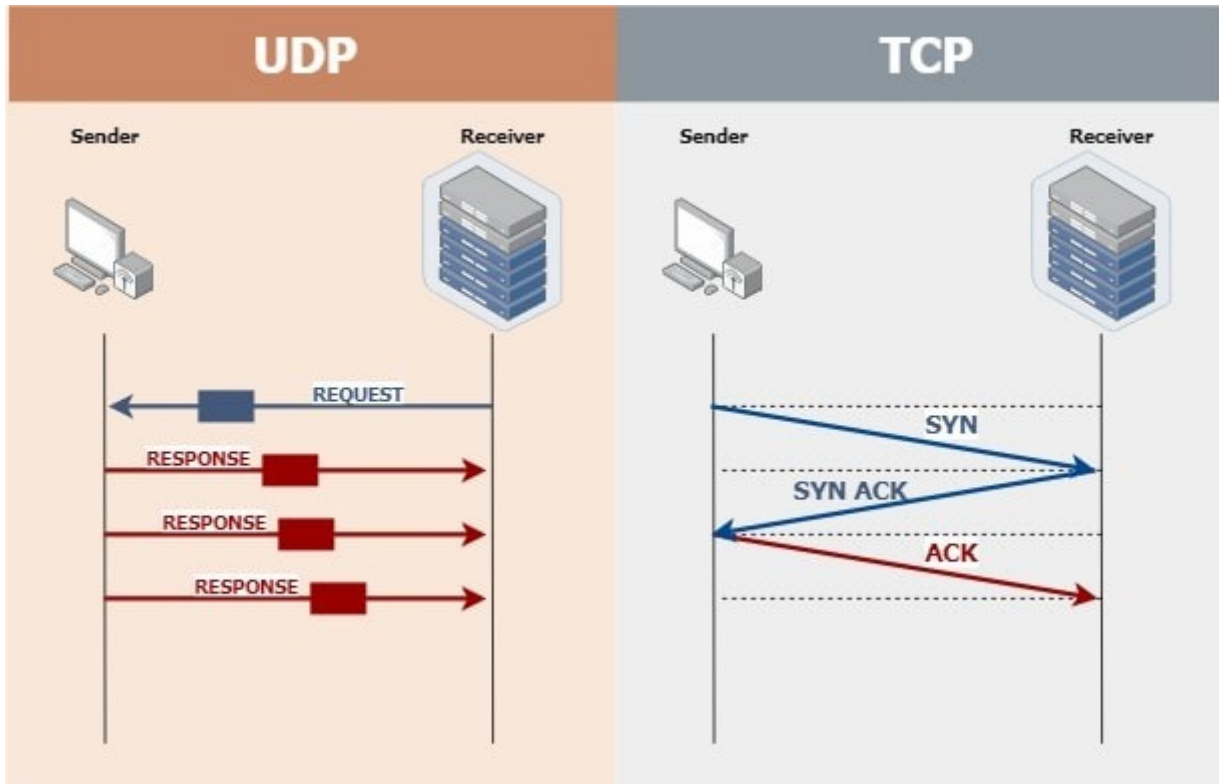 UDP
TCP
Sender
Receiver
Sender
Receiver
REQUEST
RESPONSE
RESPONSE
RESPONSE
SYN
SYN ACK
ACK